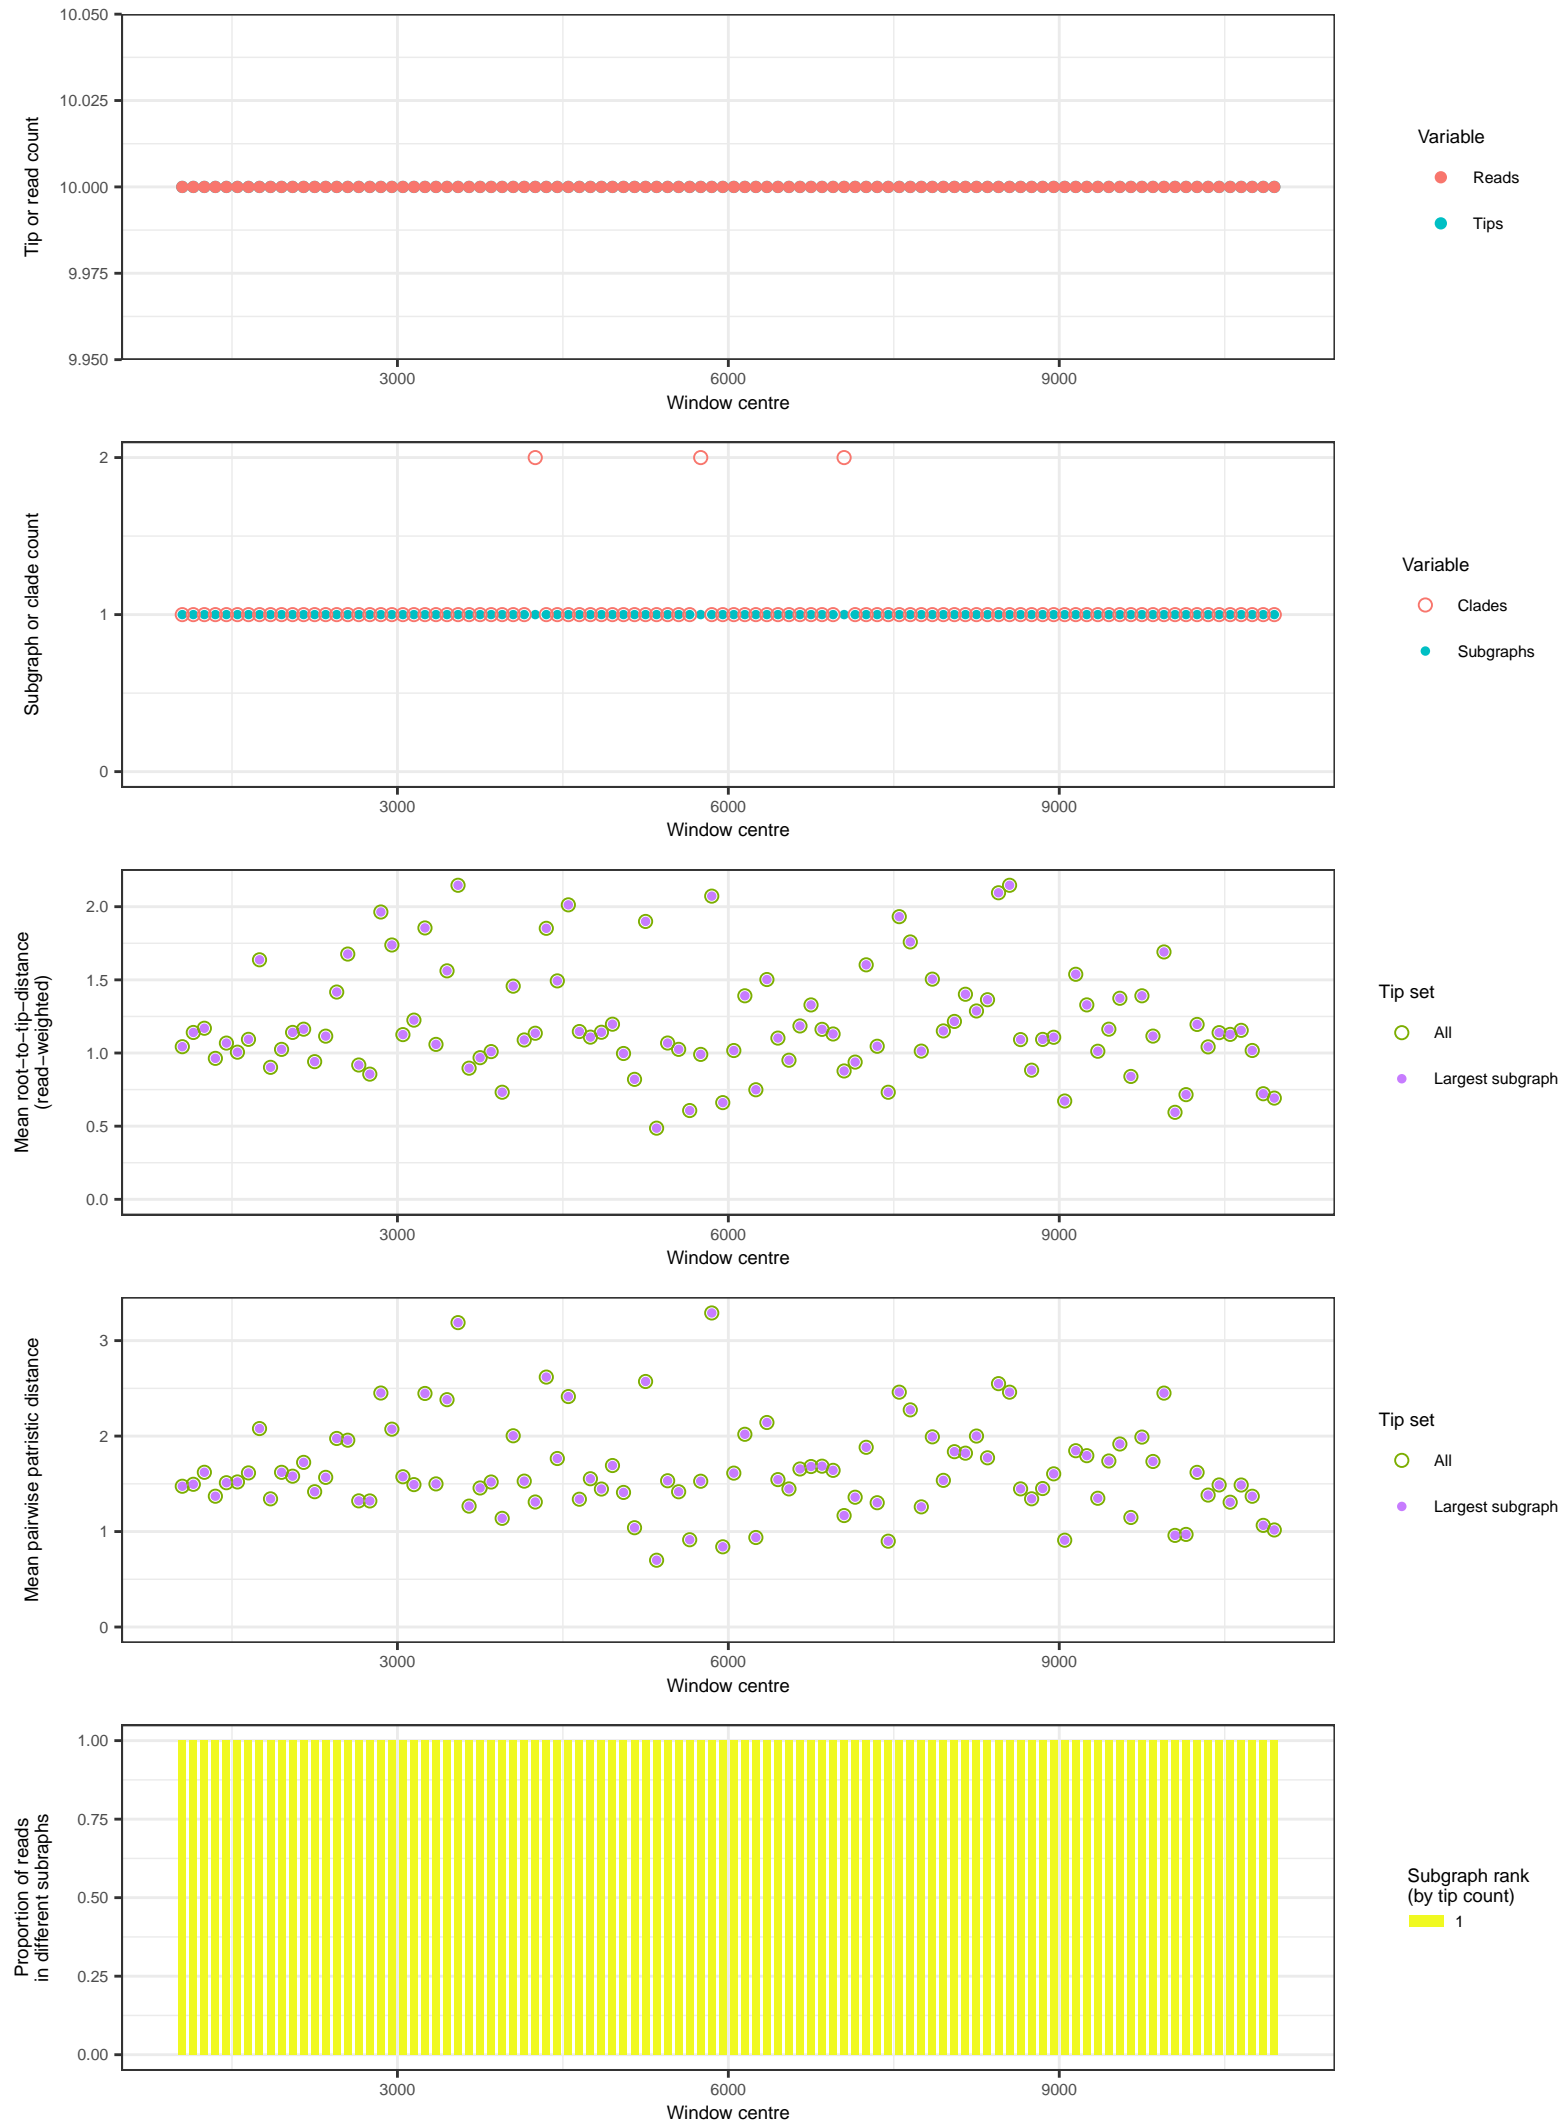 10.050
10.025
10.000
9.975
9.950
Tip or read count
3000
6000
9000
Window centre
Variable
Reads
Tips
2
1
0
Subgraph or clade count
3000
6000
9000
Window centre
Variable
Clades
Subgraphs
2.0
1.5
1.0
0.5
0.0
Mean root−to−tip−distance
(read−weighted)
3000
6000
9000
Window centre
Tip set
All
Largest subgraph
3
2
1
0
Mean pairwise patristic distance
3000
6000
9000
Window centre
Tip set
All
Largest subgraph
1.00
0.75
0.50
0.25
0.00
Proportion of reads
in different subraphs
3000
6000
9000
Window centre
Subgraph rank
(by tip count)
1